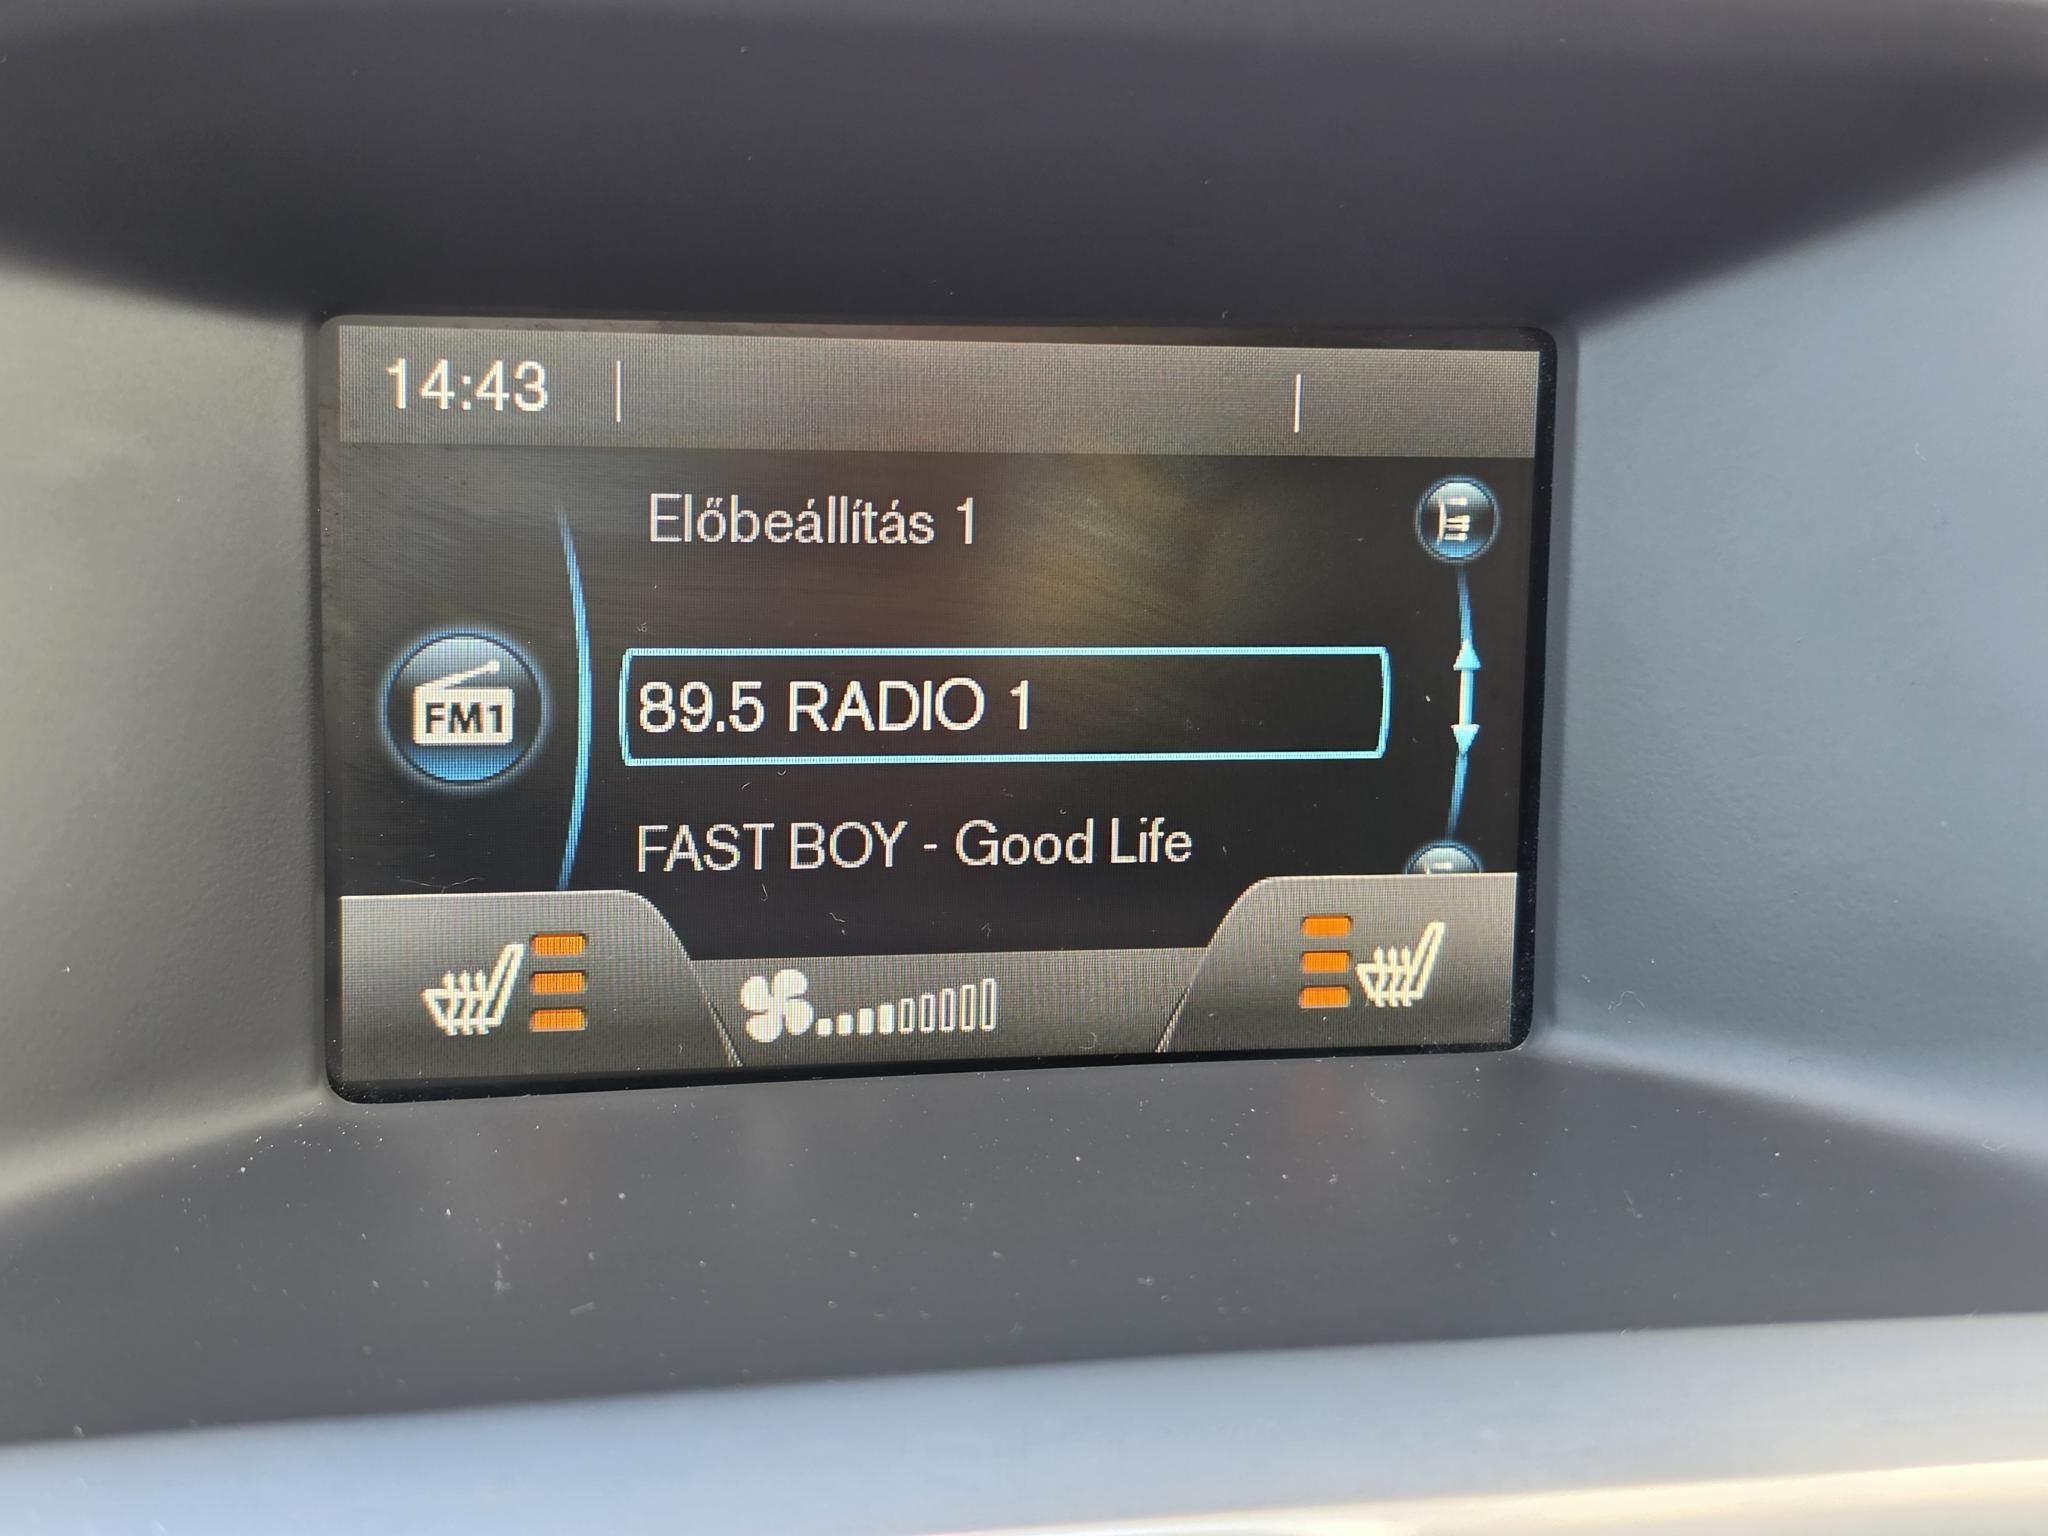 14:43
Előbeállítás 1
FM1
89.5 RADIO 1
FAST BOY - Good Life